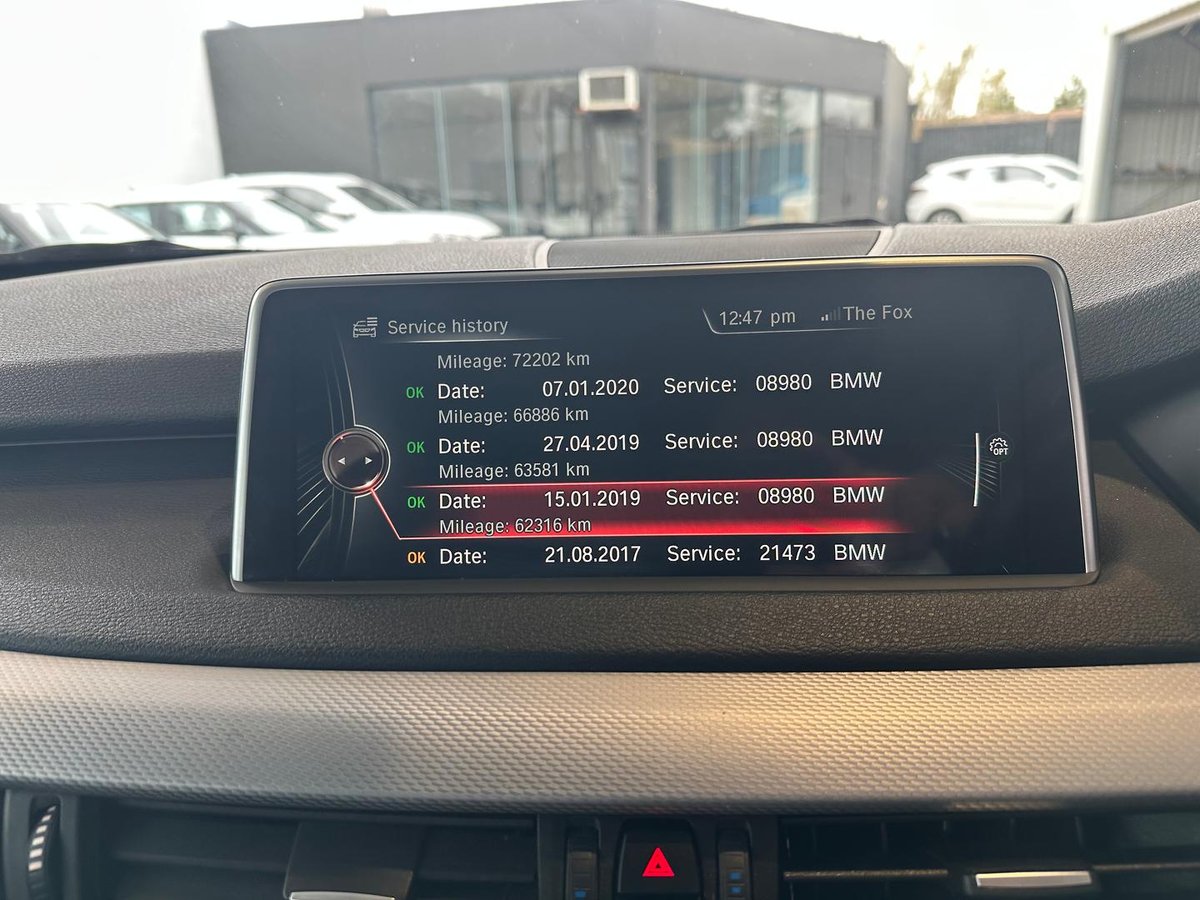 Service history
12:47 pm The Fox
Mileage: 72202 km
OK Date: 07.01.2020 Service: 08980 BMW
Mileage: 66886 km
OK Date: 27.04.2019 Service: 08980 BMW
Mileage: 63581 km
OK Date: 15.01.2019 Service: 08980 BMW
Mileage: 62316 km
OK Date: 21.08.2017 Service: 21473 BMW
OPT